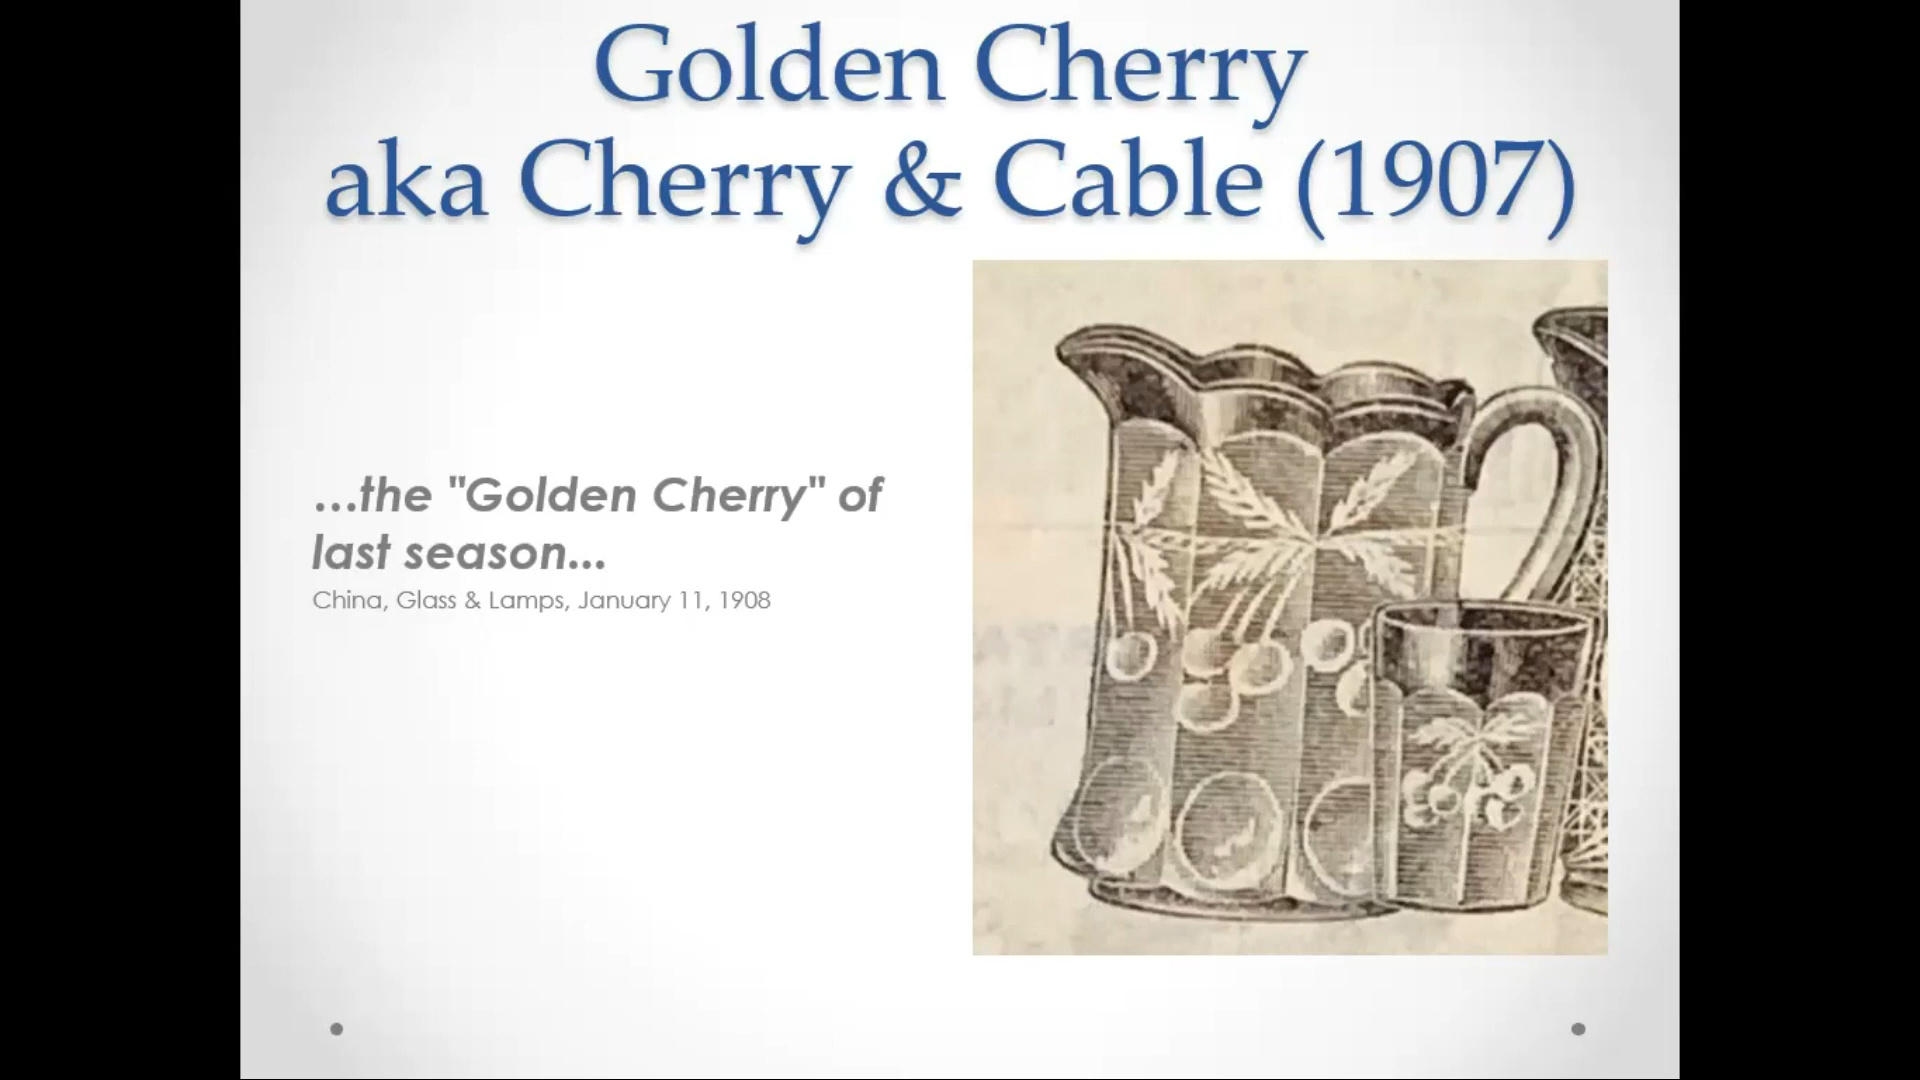 Golden Cherry
aka Cherry & Cable (1907)
...the "Golden Cherry" of
last season...
China, Glass & Lamps, January 11, 1908